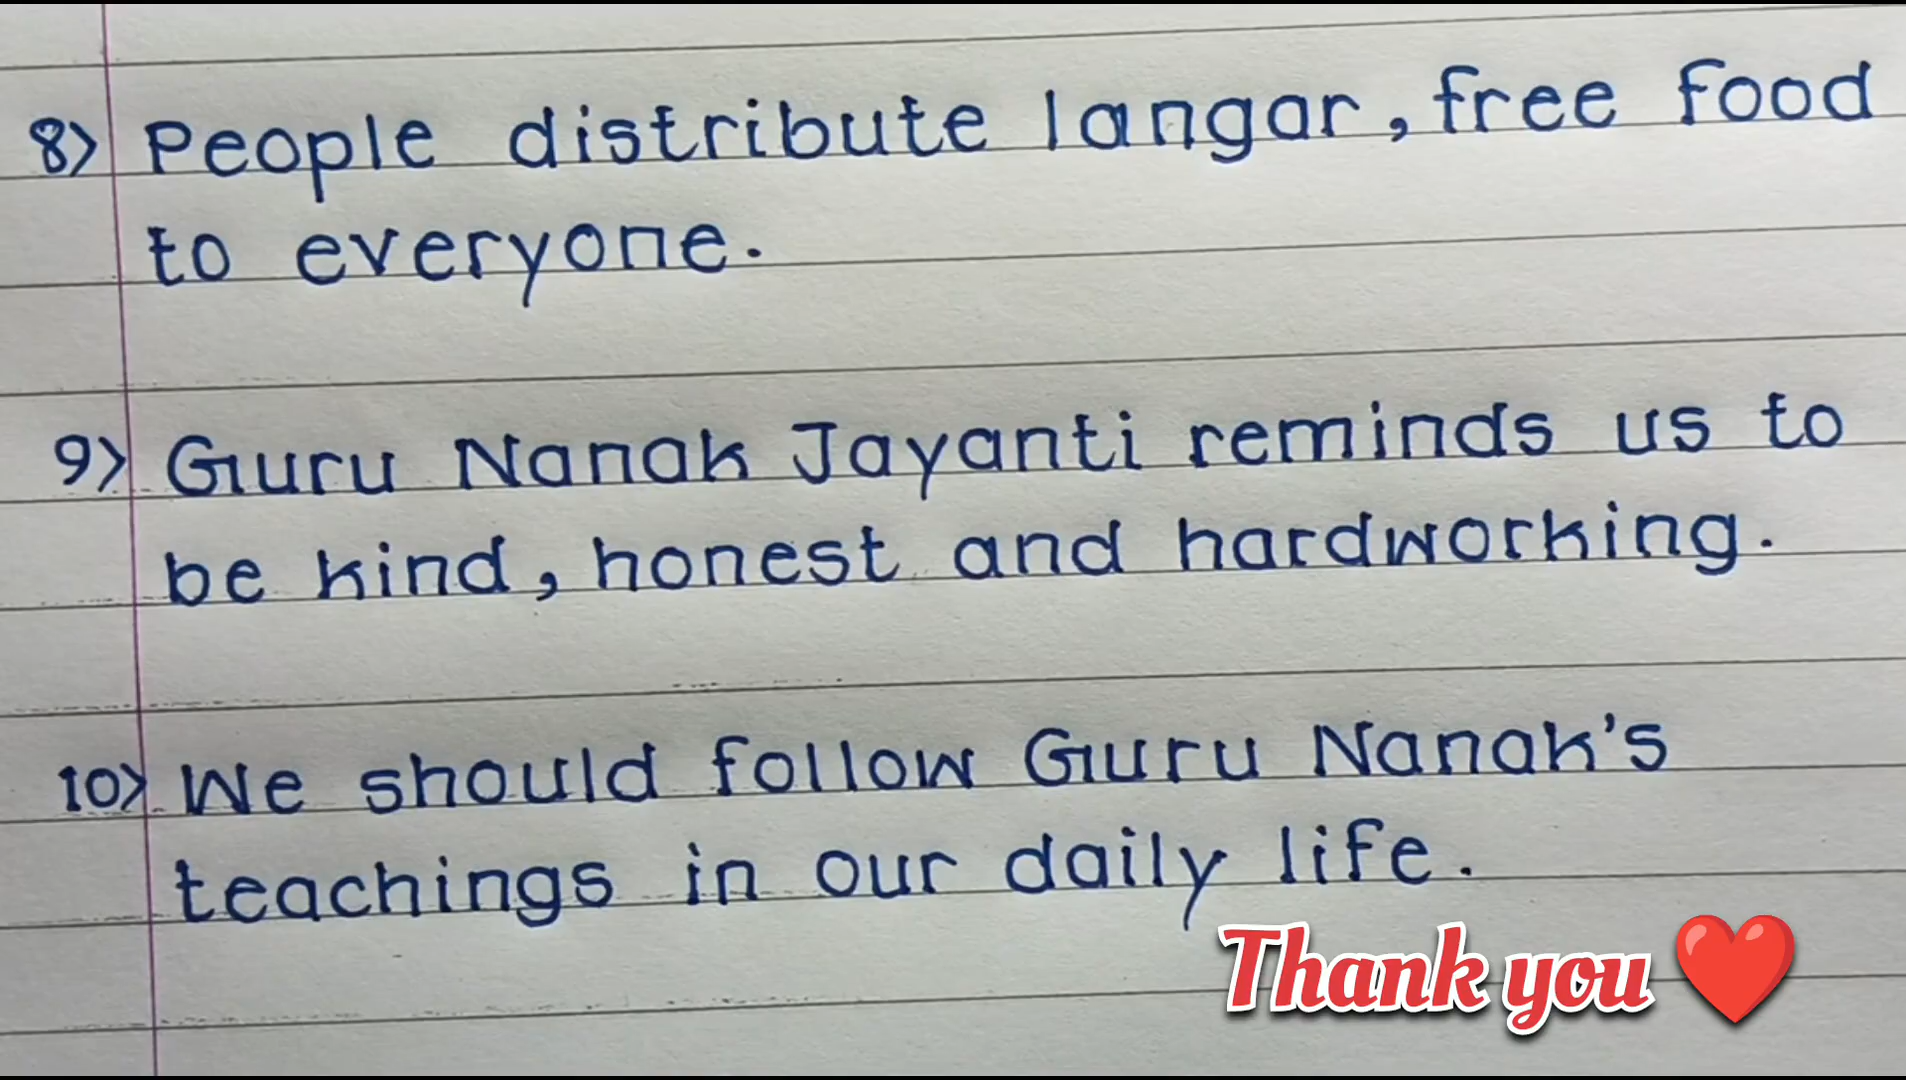 8) People distribute langar, free food
to everyone.
9) Guru Nanak Jayanti reminds us to
be kind, honest and hardworking.
10) We should follow Guru Nanak's
teachings in our daily life.
Thank you ❤️